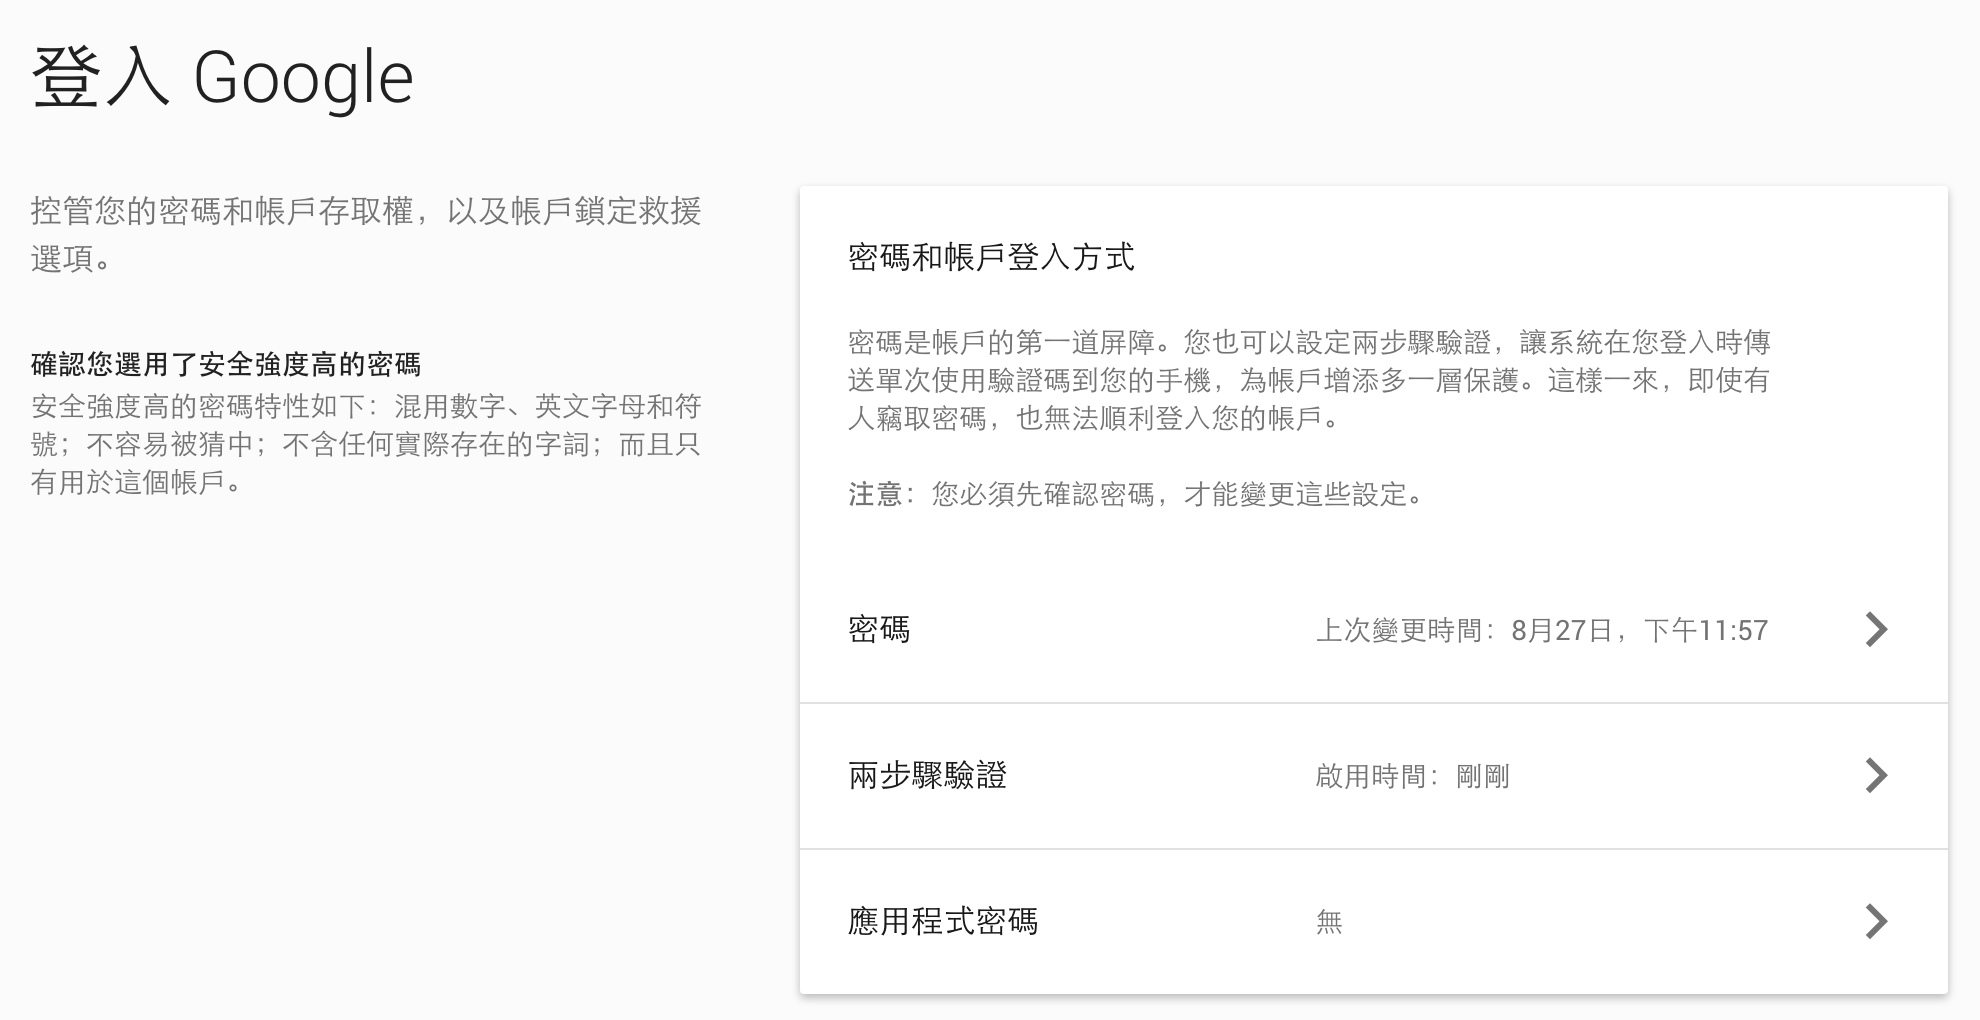 登入 Google
控管您的密碼和帳戶存取權，以及帳戶鎖定救援
選項。
確認您選用了安全強度高的密碼
安全強度高的密碼特性如下：混用數字、英文字母和符
號；不容易被猜中；不含任何實際存在的字詞；而且只
有用於這個帳戶。
密碼和帳戶登入方式
密碼是帳戶的第一道屏障。您也可以設定兩步驟驗證，讓系統在您登入時傳
送單次使用驗證碼到您的手機，為帳戶增添多一層保護。這樣一來，即使有
人竊取密碼，也無法順利登入您的帳戶。
注意：您必須先確認密碼，才能變更這些設定。
密碼 上次變更時間：8月27日，下午11:57
兩步驟驗證 啟用時間：剛剛
應用程式密碼 無